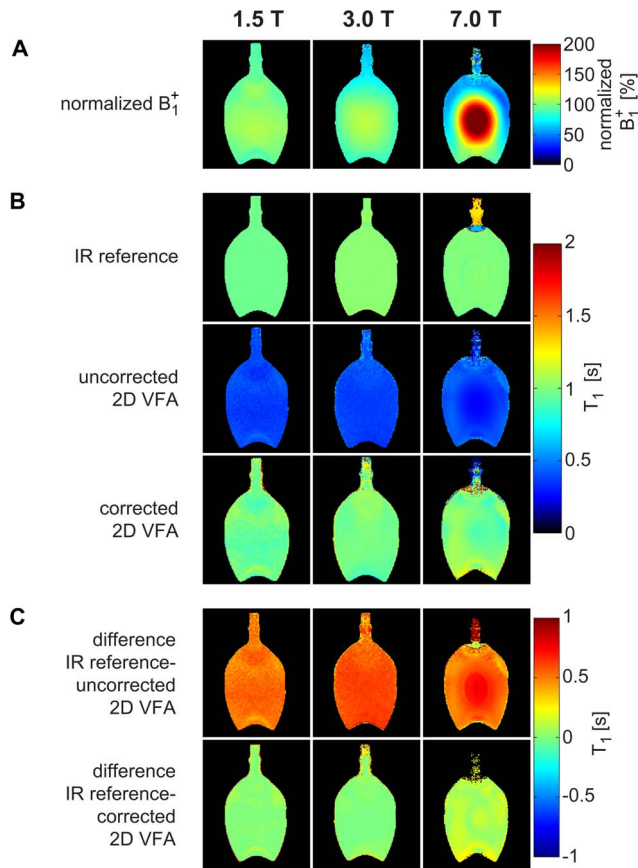 1.5 T 3.0 T 7.0 T
A
normalized B₁⁺
200
150
100
50
0
normalized
B₁⁺ [%]
B
IR reference
uncorrected
2D VFA
corrected
2D VFA
2
1.5
1
0.5
0
T₁ [s]
C
difference
IR reference-
uncorrected
2D VFA
difference
IR reference-
corrected
2D VFA
1
0.5
0
-0.5
-1
T₁ [s]